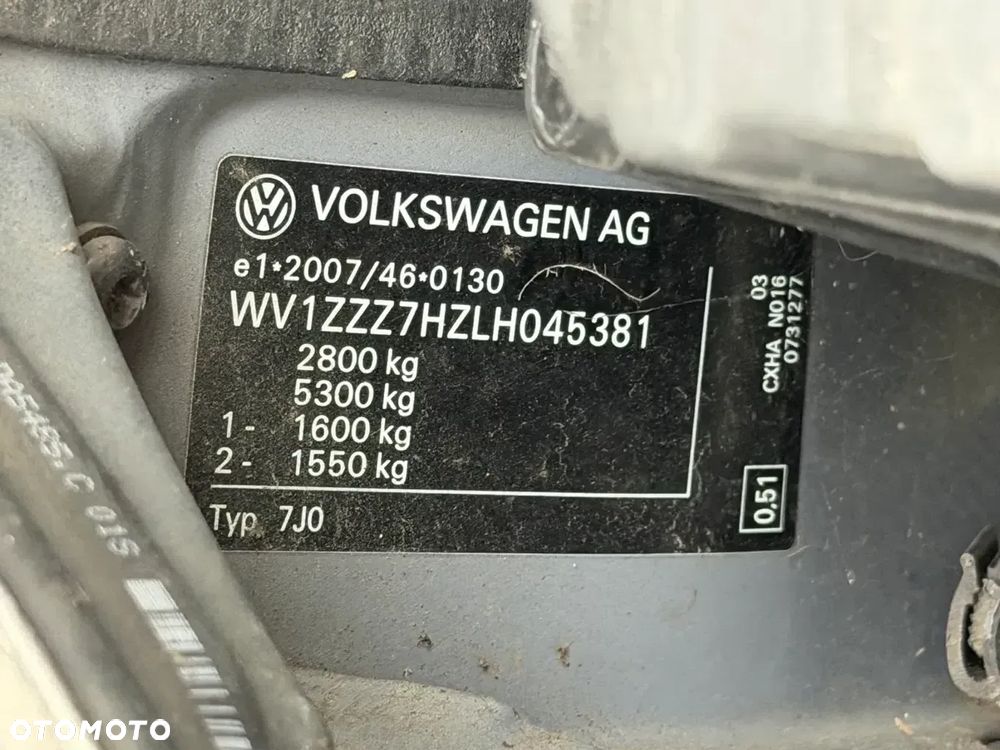 VOLKSWAGEN AG
e1*2007/46*0130
WV1ZZZ7HZLH045381
2800 kg
5300 kg
1- 1600 kg
2- 1550 kg
Typ 7J0
03
CXHA N016
0731277
0,51
C 018
OTOMOTO